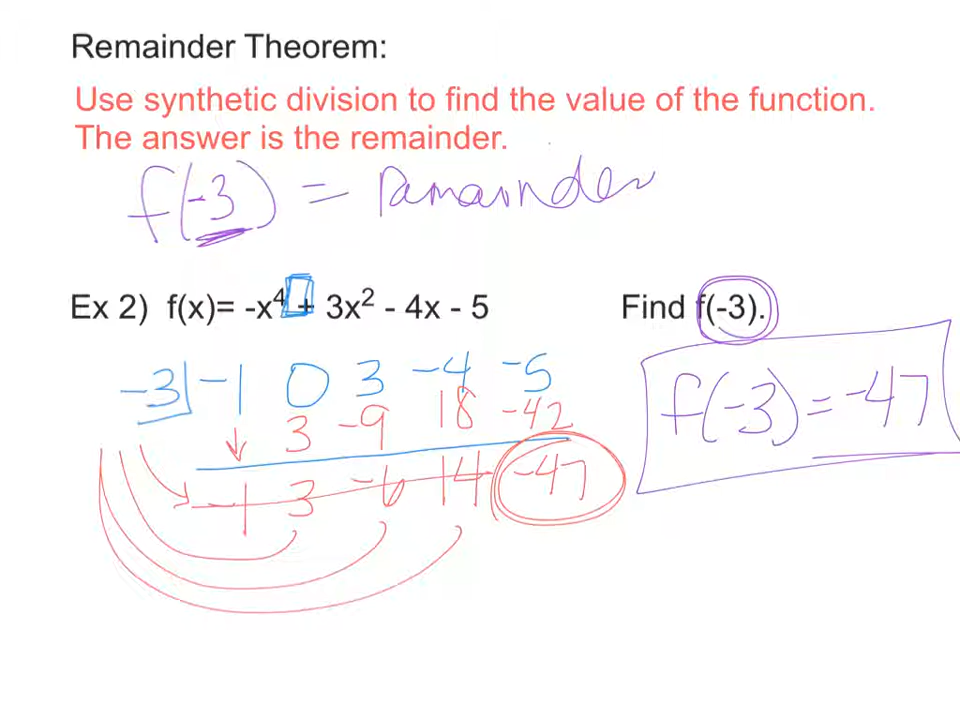 Remainder Theorem:
Use synthetic division to find the value of the function.
The answer is the remainder.
f(-3) = remainder
Ex 2) f(x)= -x⁴ + 3x² - 4x - 5 Find f(-3).
-3 -1 0 3 -4 -5
3 -9 18 -42
-1 3 -6 14 -47
f(-3) = -47